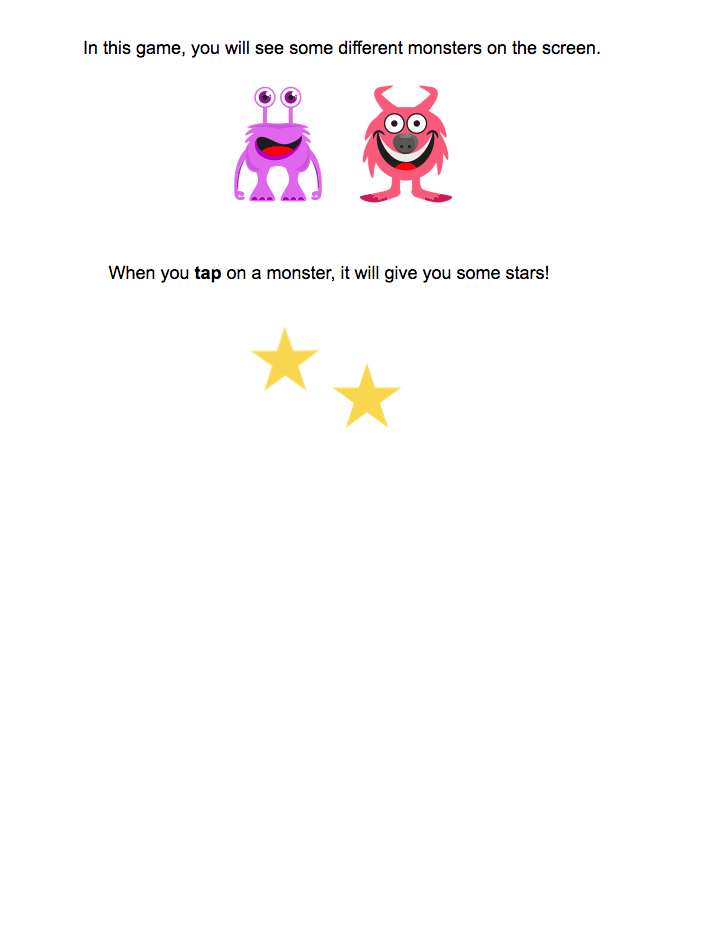 In this game, you will see some different monsters on the screen.
When you tap on a monster, it will give you some stars!